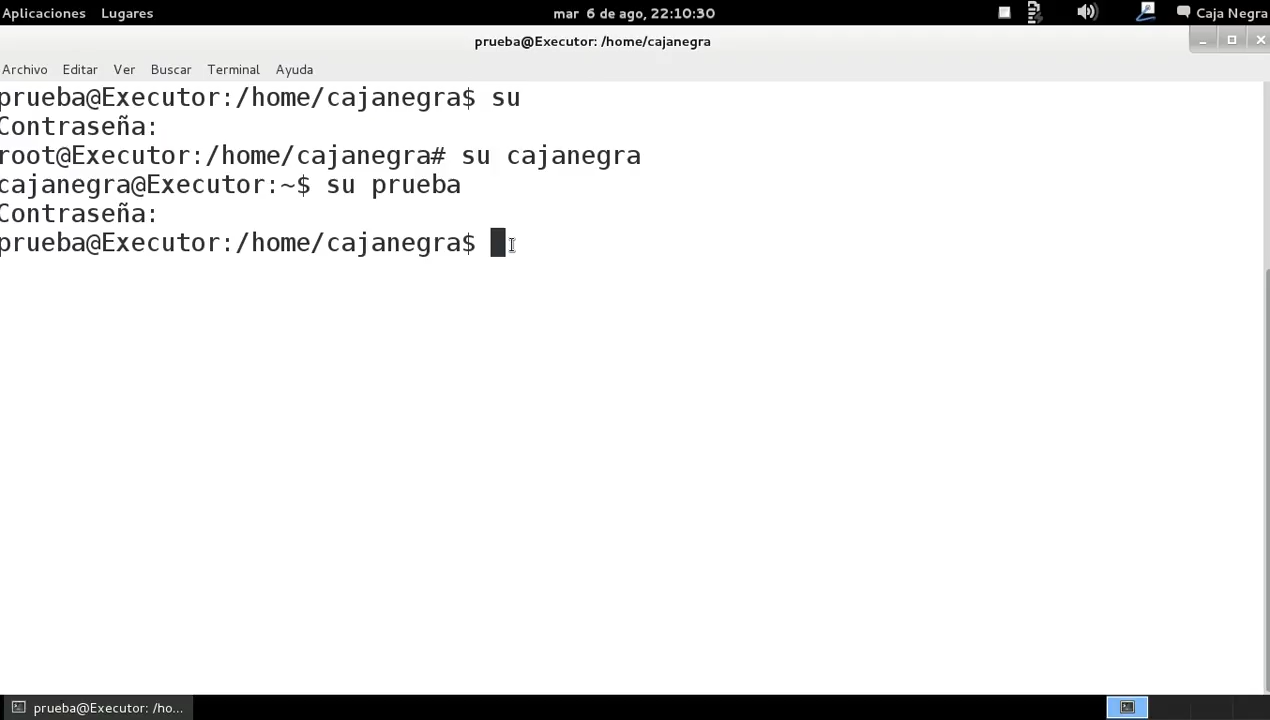 Aplicaciones Lugares mar 6 de ago, 22:10:30 Caja Negra
prueba@Executor: /home/cajanegra
Archivo Editar Ver Buscar Terminal Ayuda
prueba@Executor:/home/cajanegra$ su
Contraseña:
root@Executor:/home/cajanegra# su cajanegra
cajanegra@Executor:~$ su prueba
Contraseña:
prueba@Executor:/home/cajanegra$
prueba@Executor: /ho...